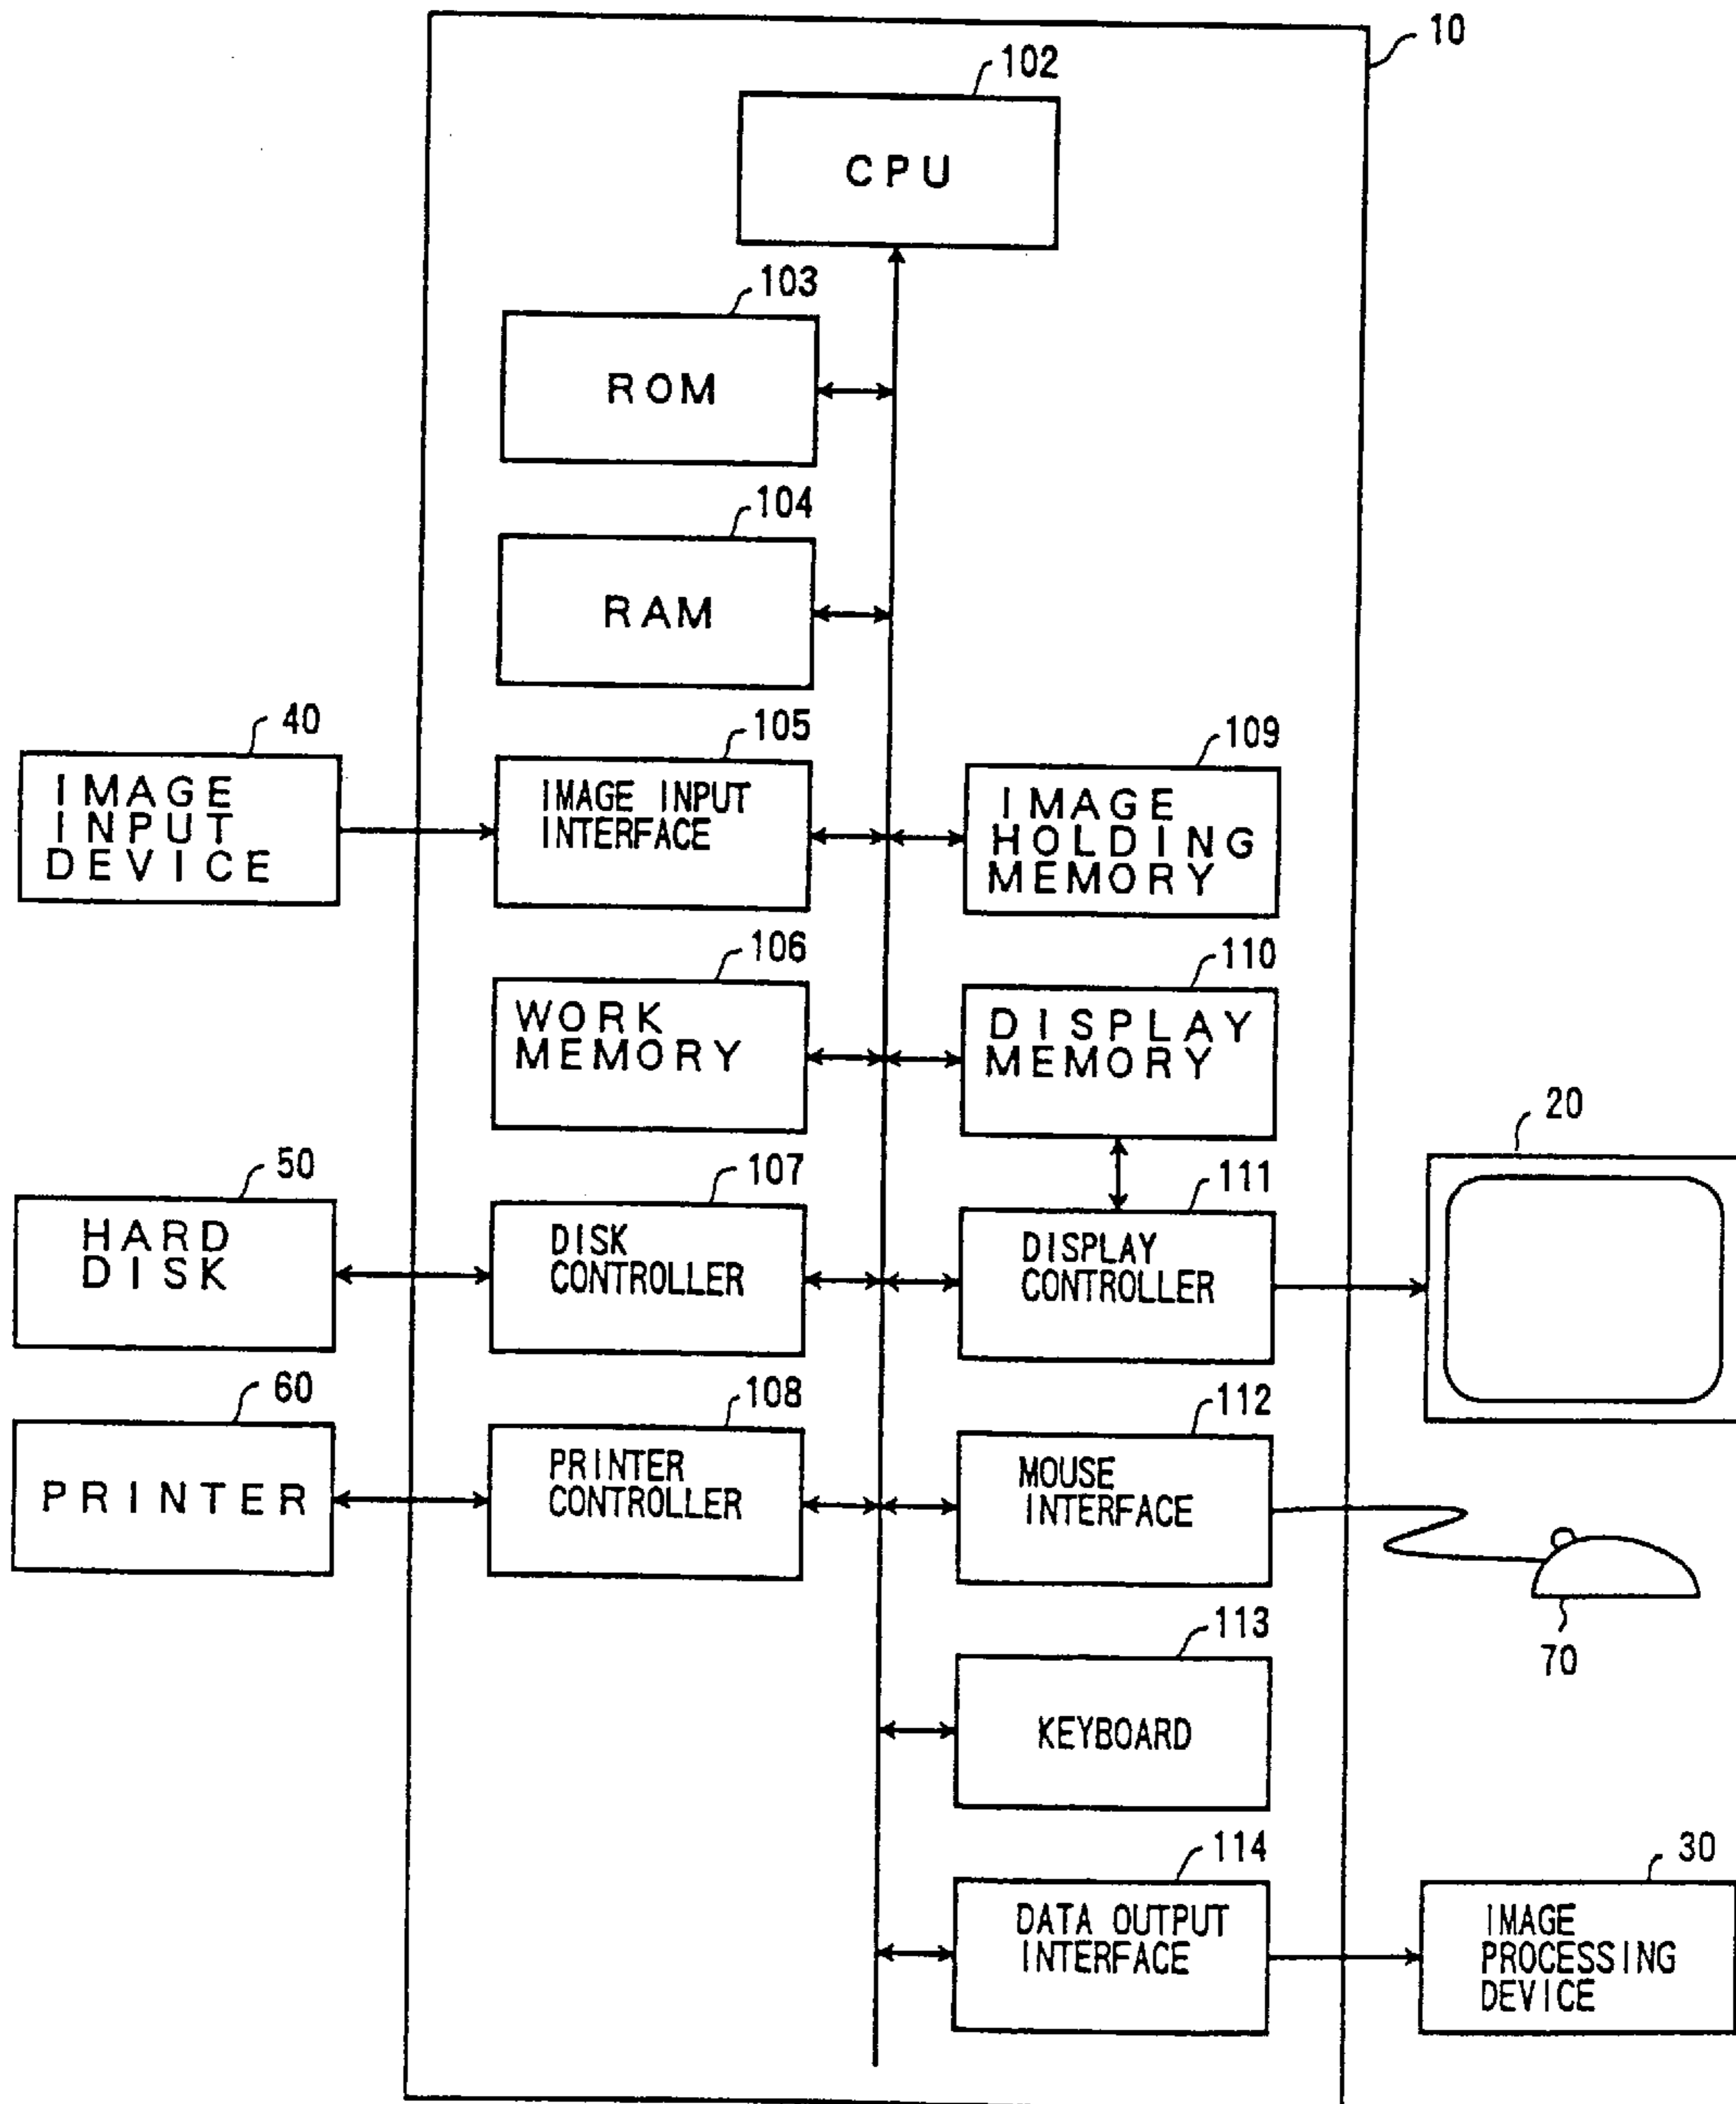 10
102
CPU
103
ROM
104
RAM
40
IMAGE
INPUT
DEVICE
105
IMAGE INPUT
INTERFACE
109
IMAGE
HOLDING
MEMORY
106
WORK
MEMORY
110
DISPLAY
MEMORY
20
50
HARD
DISK
107
DISK
CONTROLLER
111
DISPLAY
CONTROLLER
60
PRINTER
108
PRINTER
CONTROLLER
112
MOUSE
INTERFACE
70
113
KEYBOARD
114
DATA OUTPUT
INTERFACE
30
IMAGE
PROCESSING
DEVICE